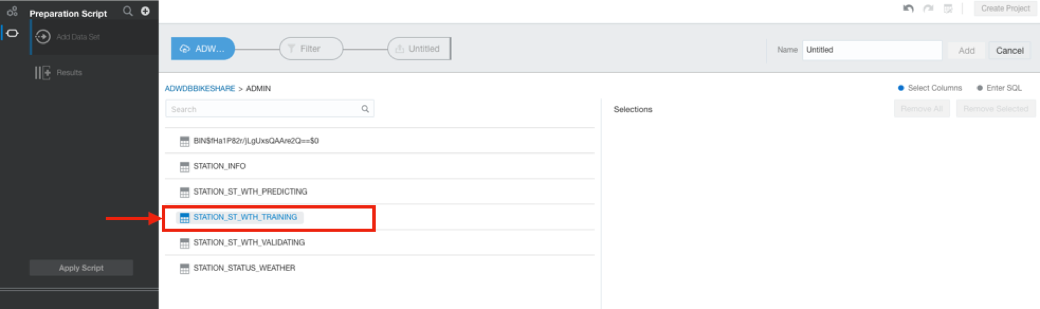 Preparation Script
Create Project
Add Data Set
Results
Apply Script
ADW...
Filter
Untitled
Name
Untitled
Add
Cancel
ADWDBBIKESHARE > ADMIN
Select Columns
Enter SQL
Search
Selections
Remove All
Remove Selected
BIN$fHa1P82r/jLgUxsQAAre2Q==$0
STATION_INFO
STATION_ST_WTH_PREDICTING
STATION_ST_WTH_TRAINING
STATION_ST_WTH_VALIDATING
STATION_STATUS_WEATHER